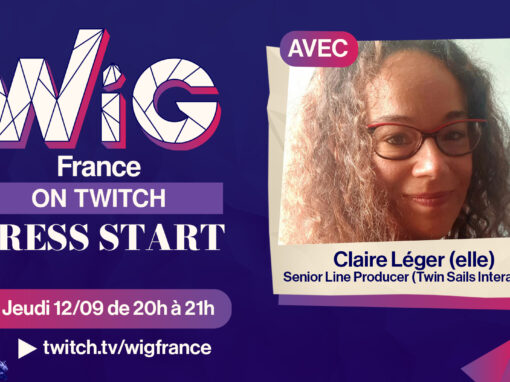 WiG
France
ON TWITCH
RESS START
Jeudi 12/09 de 20h à 21h
twitch.tv/wigfrance
AVEC
Claire Léger (elle)
Senior Line Producer (Twin Sails Intera